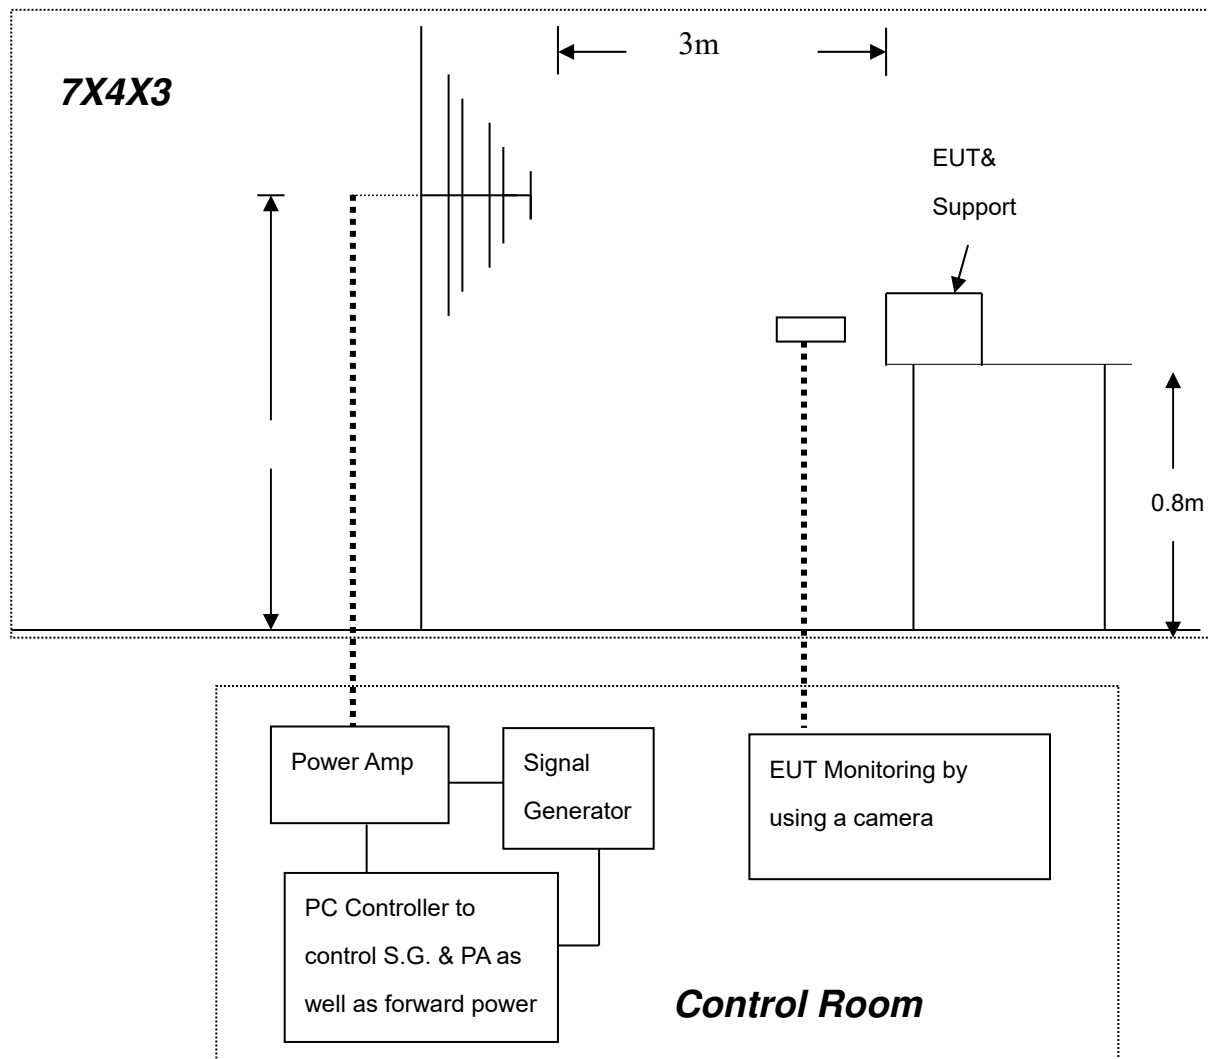 3m
7X4X3
EUT&
Support
0.8m
Power Amp
Signal
Generator
EUT Monitoring by
using a camera
PC Controller to
control S.G. & PA as
well as forward power
Control Room